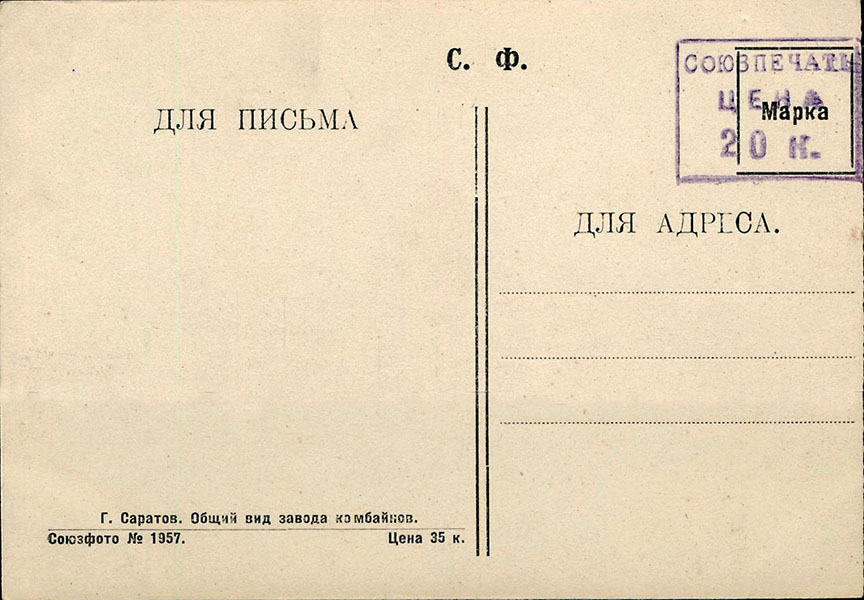 С. Ф.
ДЛЯ ПИСЬМА
СОЮЗПЕЧАТЬ
ЦЕНА
20 к.
Марка
ДЛЯ АДРЕСА.
Г. Саратов. Общий вид завода комбайнов.
Союзфото № 1957.
Цена 35 к.